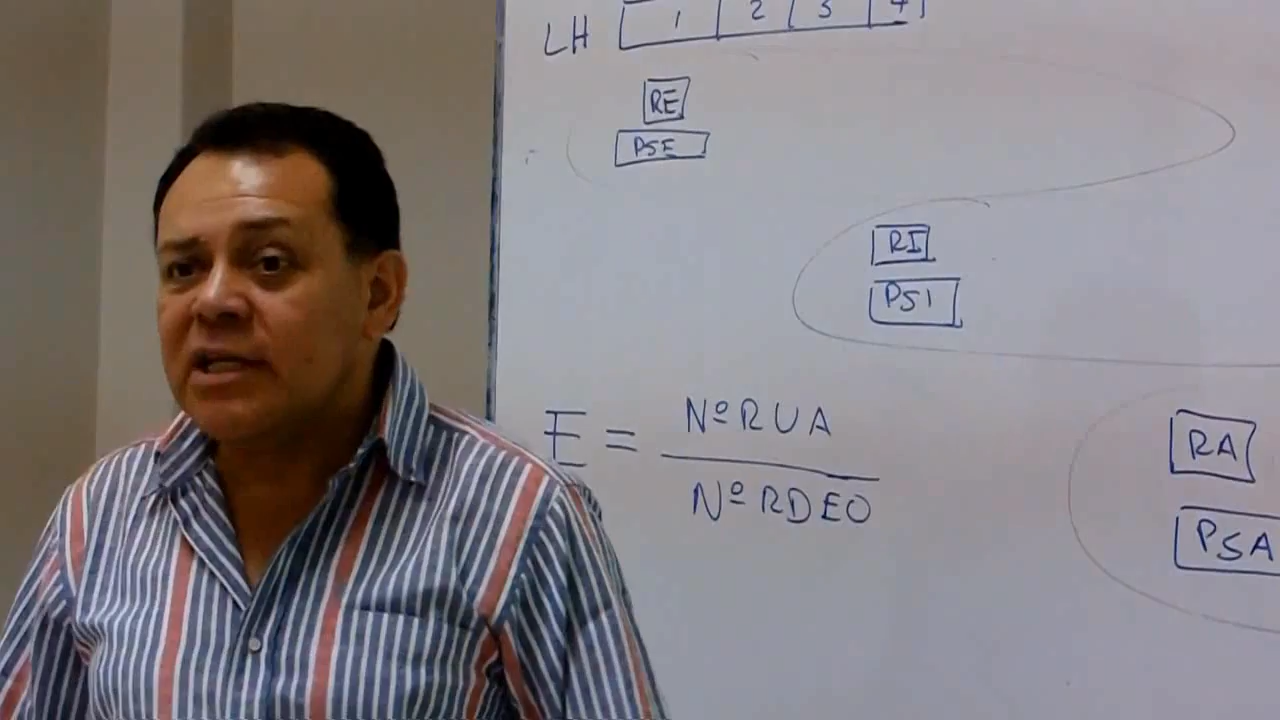 LH 1 2 3 4
RE
PSE
RI
PSI
E = NºRUA
NºRDEO
RA
PSA